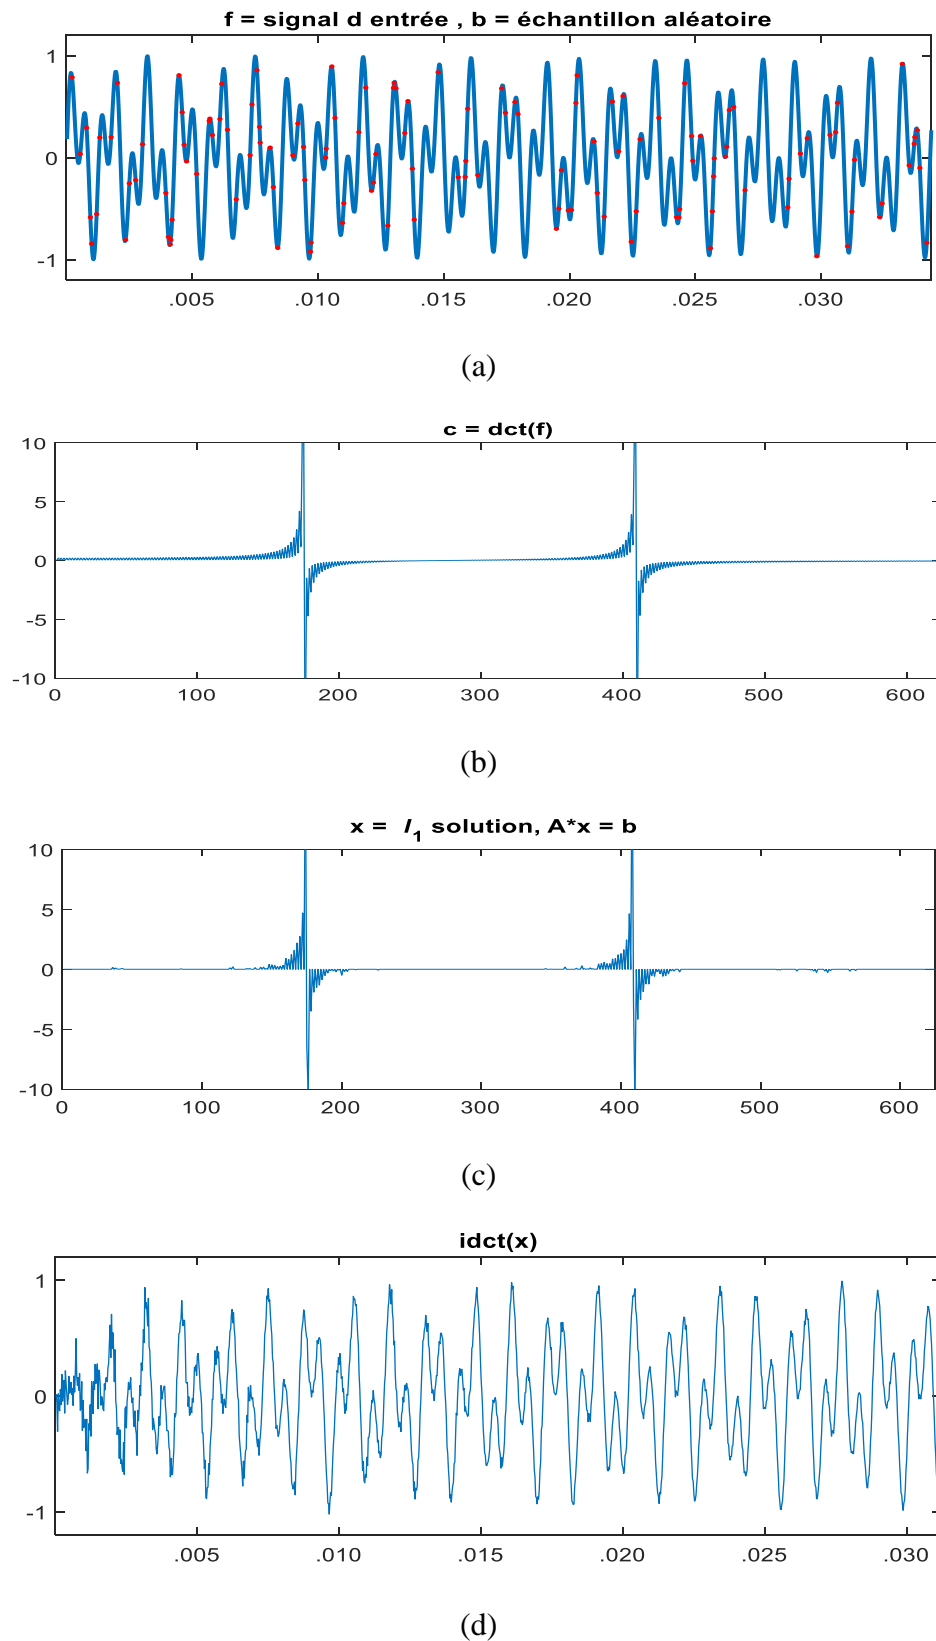 f = signal d entrée , b = échantillon aléatoire
1
0
-1
.005 .010 .015 .020 .025 .030
(a)
c = dct(f)
10
5
0
-5
-10
0 100 200 300 400 500 600
(b)
x = l1 solution, A*x = b
10
5
0
-5
-10
0 100 200 300 400 500 600
(c)
idct(x)
1
0
-1
.005 .010 .015 .020 .025 .030
(d)